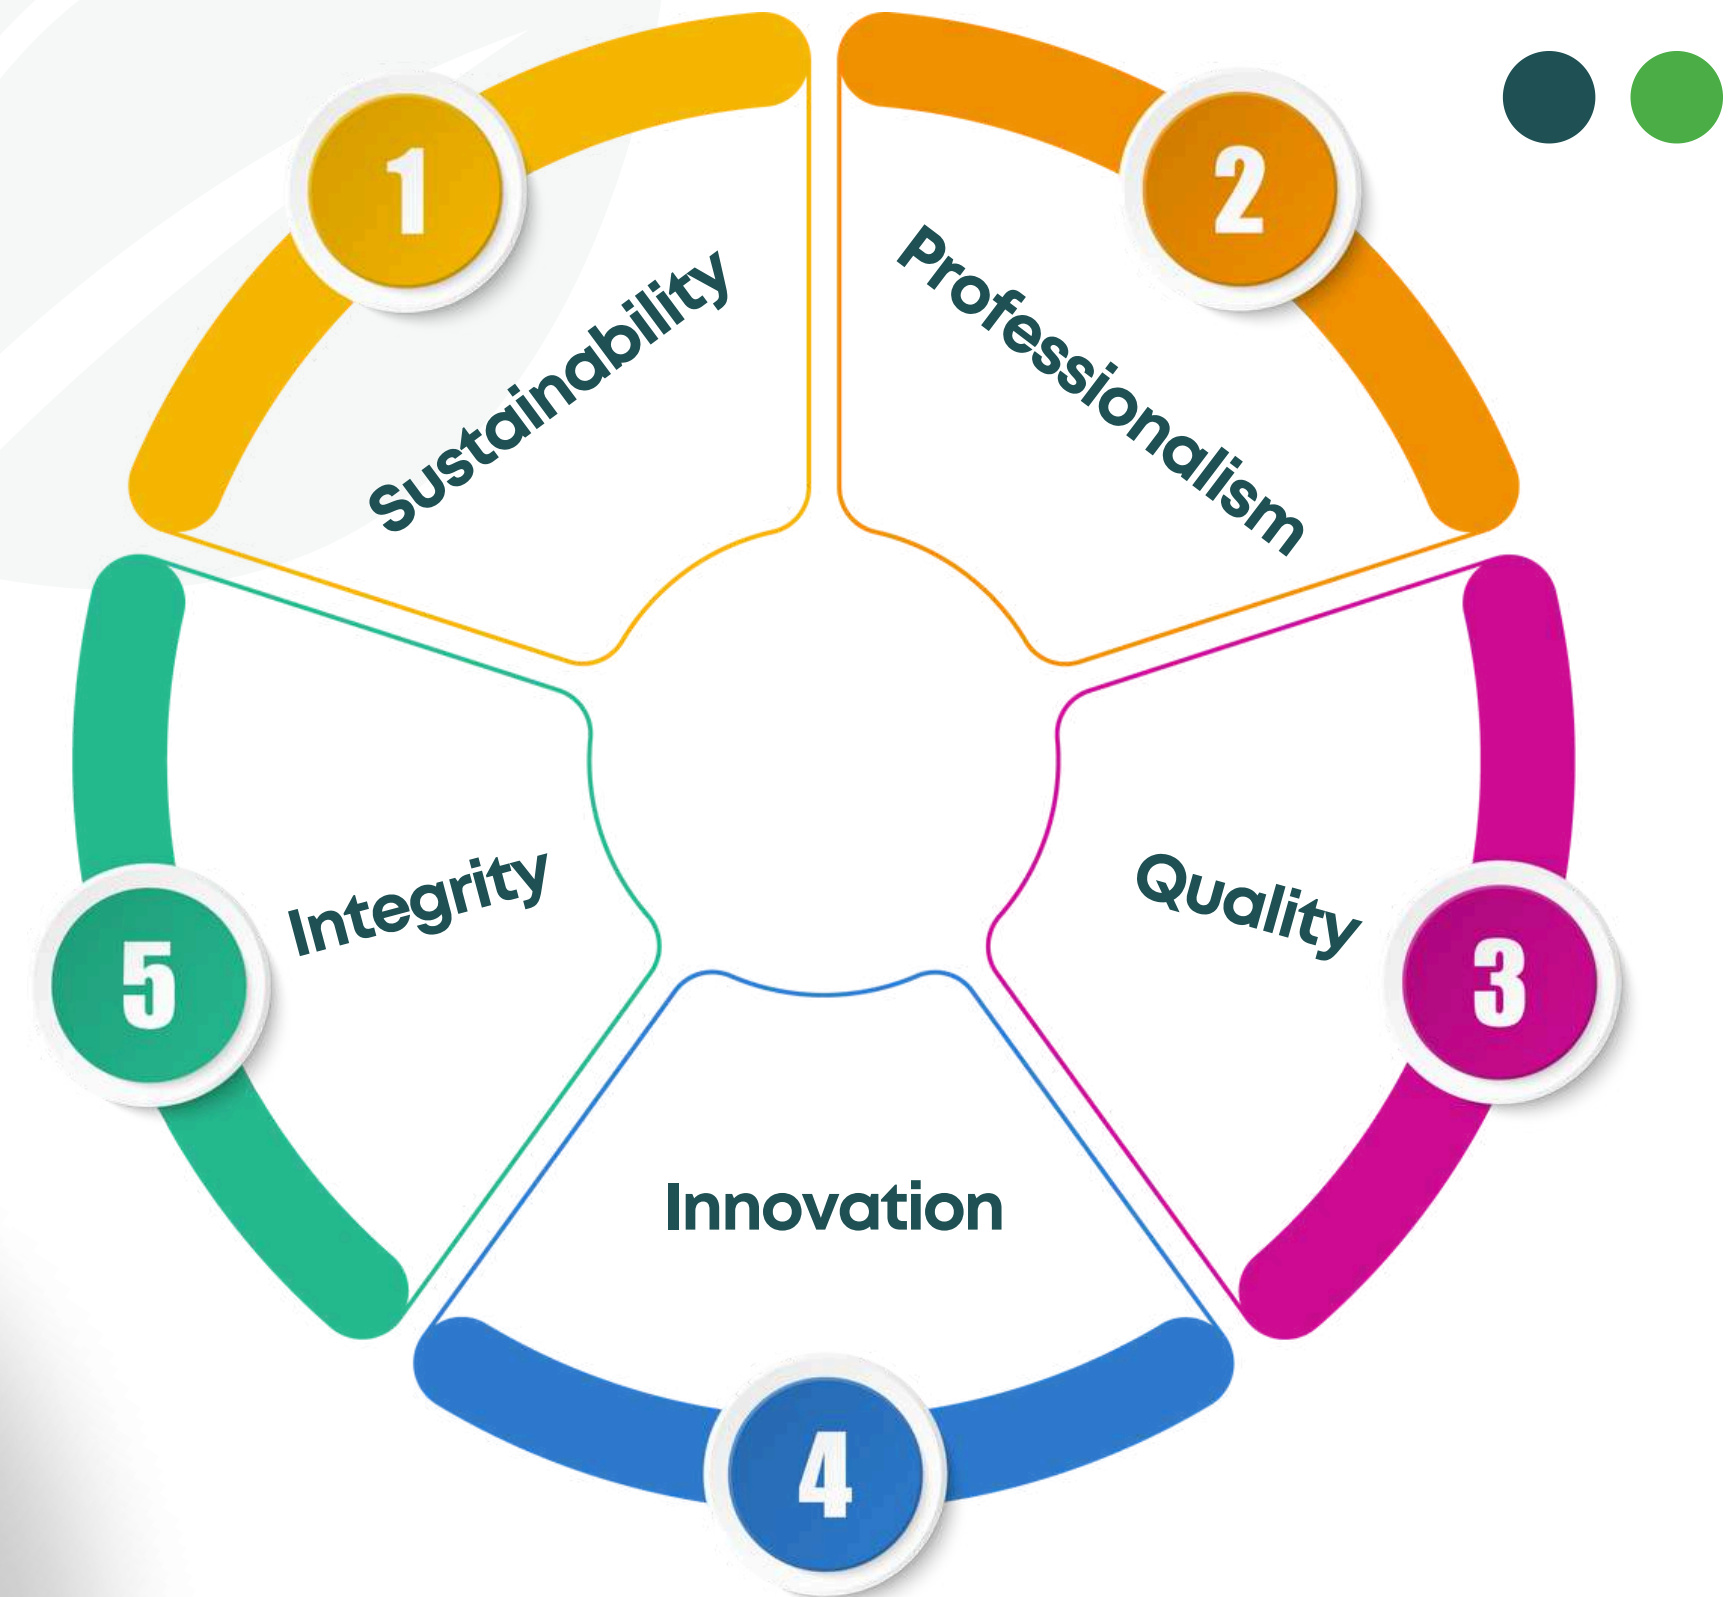 1
Sustainability
2
Professionalism
3
Quality
4
Innovation
5
Integrity